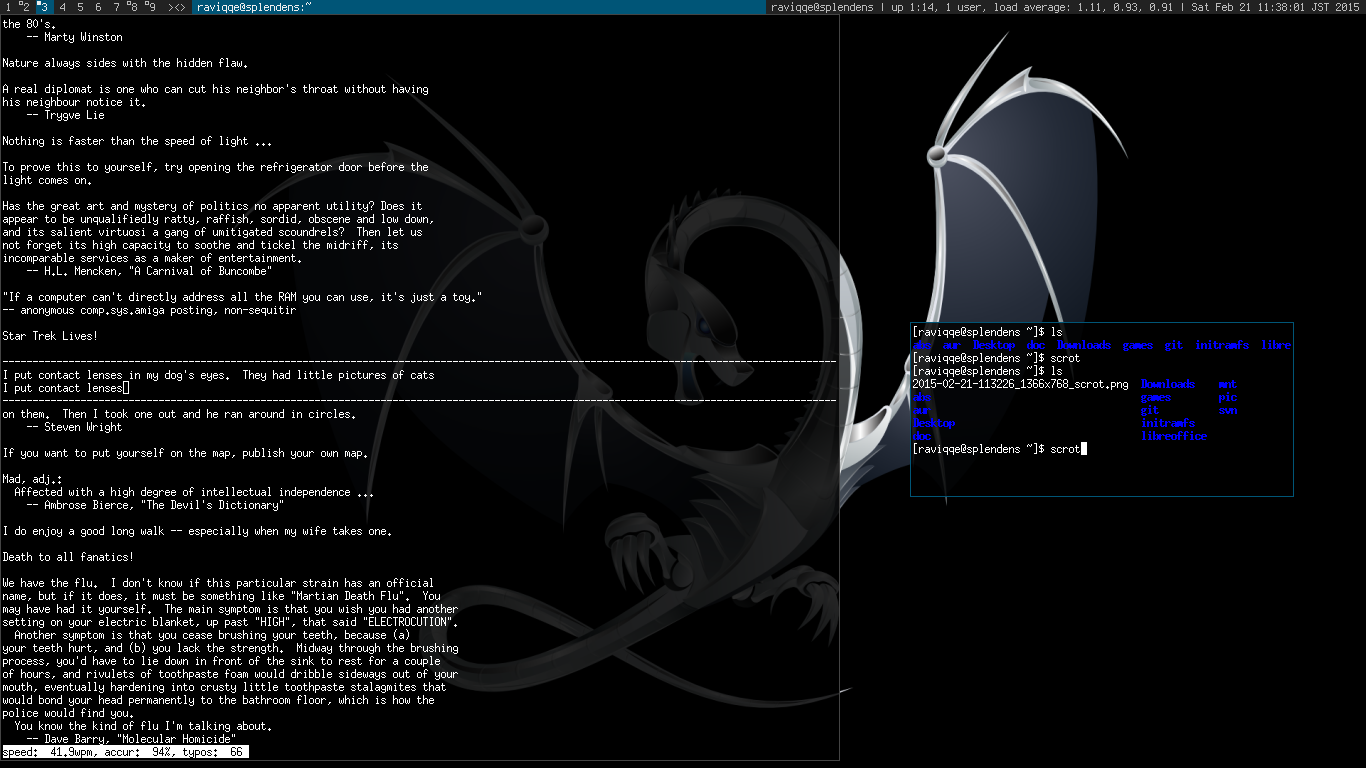 1 2 3 4 5 6 7 8 9 ><> raviqqe@splendens:~ raviqqe@splendens | up 1:14, 1 user, load average: 1.11, 0.93, 0.91 | Sat Feb 21 11:38:01 JST 2015
the 80's.
-- Marty Winston
Nature always sides with the hidden flaw.
A real diplomat is one who can cut his neighbor's throat without having
his neighbour notice it.
-- Trygve Lie
Nothing is faster than the speed of light ...
To prove this to yourself, try opening the refrigerator door before the
light comes on.
Has the great art and mystery of politics no apparent utility? Does it
appear to be unqualifiedly ratty, raffish, sordid, obscene and low down,
and its salient virtuosi a gang of umitigated scoundrels?  Then let us
not forget its high capacity to soothe and tickel the midriff, its
incomparable services as a maker of entertainment.
-- H.L. Mencken, "A Carnival of Buncombe"
"If a computer can't directly address all the RAM you can use, it's just a toy."
-- anonymous comp.sys.amiga posting, non-sequitir
Star Trek Lives!
I put contact lenses in my dog's eyes.  They had little pictures of cats
I put contact lenses
on them.  Then I took one out and he ran around in circles.
-- Steven Wright
If you want to put yourself on the map, publish your own map.
Mad, adj.:
Affected with a high degree of intellectual independence ...
-- Ambrose Bierce, "The Devil's Dictionary"
I do enjoy a good long walk -- especially when my wife takes one.
Death to all fanatics!
We have the flu.  I don't know if this particular strain has an official
name, but if it does, it must be something like "Martian Death Flu".  You
may have had it yourself.  The main symptom is that you wish you had another
setting on your electric blanket, up past "HIGH", that said "ELECTROCUTION".
Another symptom is that you cease brushing your teeth, because (a)
your teeth hurt, and (b) you lack the strength.  Midway through the brushing
process, you'd have to lie down in front of the sink to rest for a couple
of hours, and rivulets of toothpaste foam would dribble sideways out of your
mouth, eventually hardening into crusty little toothpaste stalagmites that
would bond your head permanently to the bathroom floor, which is how the
police would find you.
You know the kind of flu I'm talking about.
-- Dave Barry, "Molecular Homicide"
speed:  41.9wpm, accur:  94%, typos:  66
[raviqqe@splendens ~]$ ls
abs aur Desktop Downloads games git initramfs libre
[raviqqe@splendens ~]$ scrot
[raviqqe@splendens ~]$ ls
2015-02-21-113226_1366x768_scrot.png Downloads mnt
abs games pic
aur git svn
Desktop initramfs
libreoffice
[raviqqe@splendens ~]$ scrot